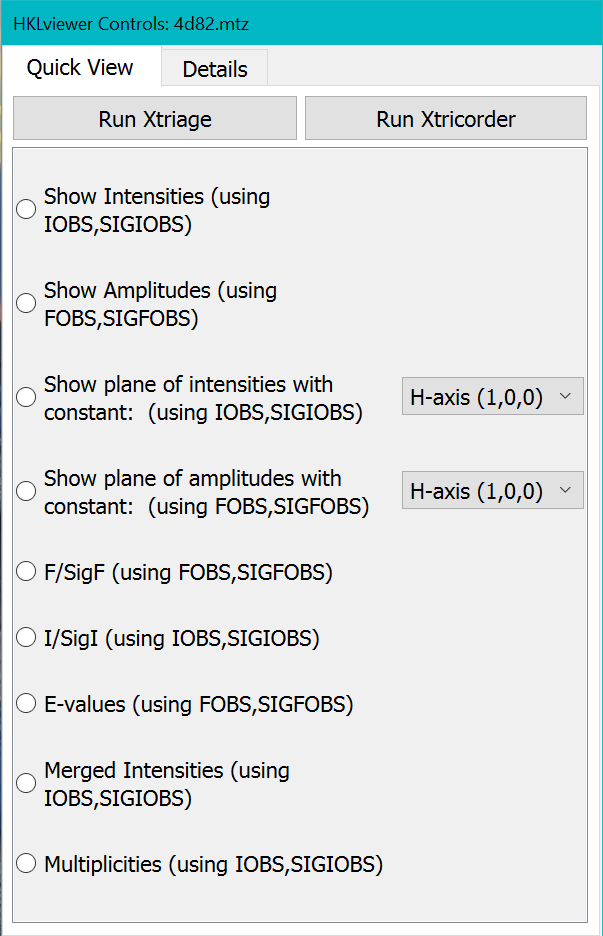 HKLviewer Controls: 4d82.mtz
Quick View
Details
Run Xtriage
Run Xtricorder
Show Intensities (using
IOBS,SIGIOBS)
Show Amplitudes (using
FOBS,SIGFOBS)
Show plane of intensities with
constant:  (using IOBS,SIGIOBS)
H-axis (1,0,0)
Show plane of amplitudes with
constant:  (using FOBS,SIGFOBS)
H-axis (1,0,0)
F/SigF (using FOBS,SIGFOBS)
I/SigI (using IOBS,SIGIOBS)
E-values (using FOBS,SIGFOBS)
Merged Intensities (using
IOBS,SIGIOBS)
Multiplicities (using IOBS,SIGIOBS)